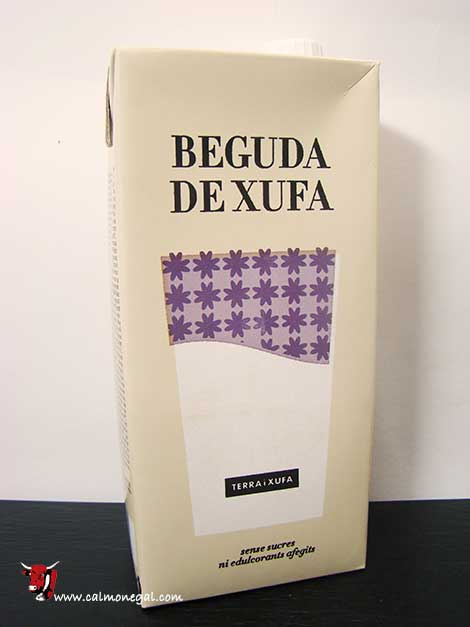 BEGUDA
DE XUFA
TERRA i XUFA
sense sucres
ni edulcorants afegits
www.calmonegal.com